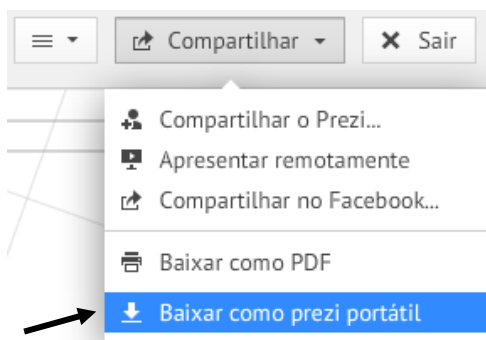 Compartilhar
Sair
Compartilhar o Prezi...
Apresentar remotamente
Compartilhar no Facebook...
Baixar como PDF
Baixar como prezi portátil